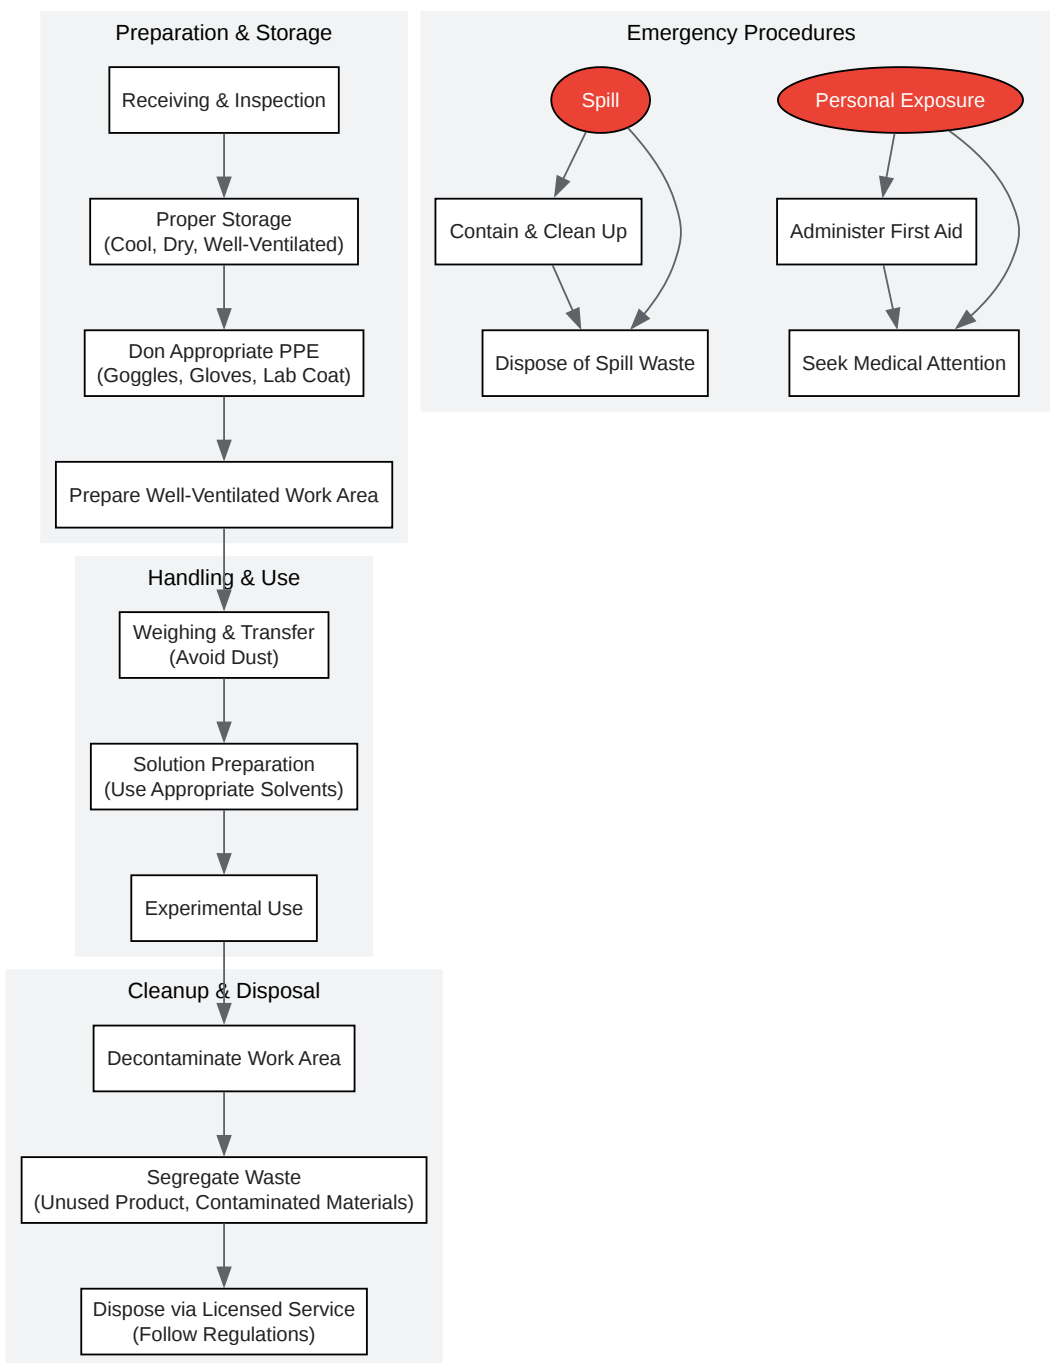 Preparation & Storage
Receiving & Inspection
Proper Storage
(Cool, Dry, Well-Ventilated)
Don Appropriate PPE
(Goggles, Gloves, Lab Coat)
Prepare Well-Ventilated Work Area
Handling & Use
Weighing & Transfer
(Avoid Dust)
Solution Preparation
(Use Appropriate Solvents)
Experimental Use
Cleanup & Disposal
Decontaminate Work Area
Segregate Waste
(Unused Product, Contaminated Materials)
Dispose via Licensed Service
(Follow Regulations)
Emergency Procedures
Spill
Contain & Clean Up
Dispose of Spill Waste
Personal Exposure
Administer First Aid
Seek Medical Attention